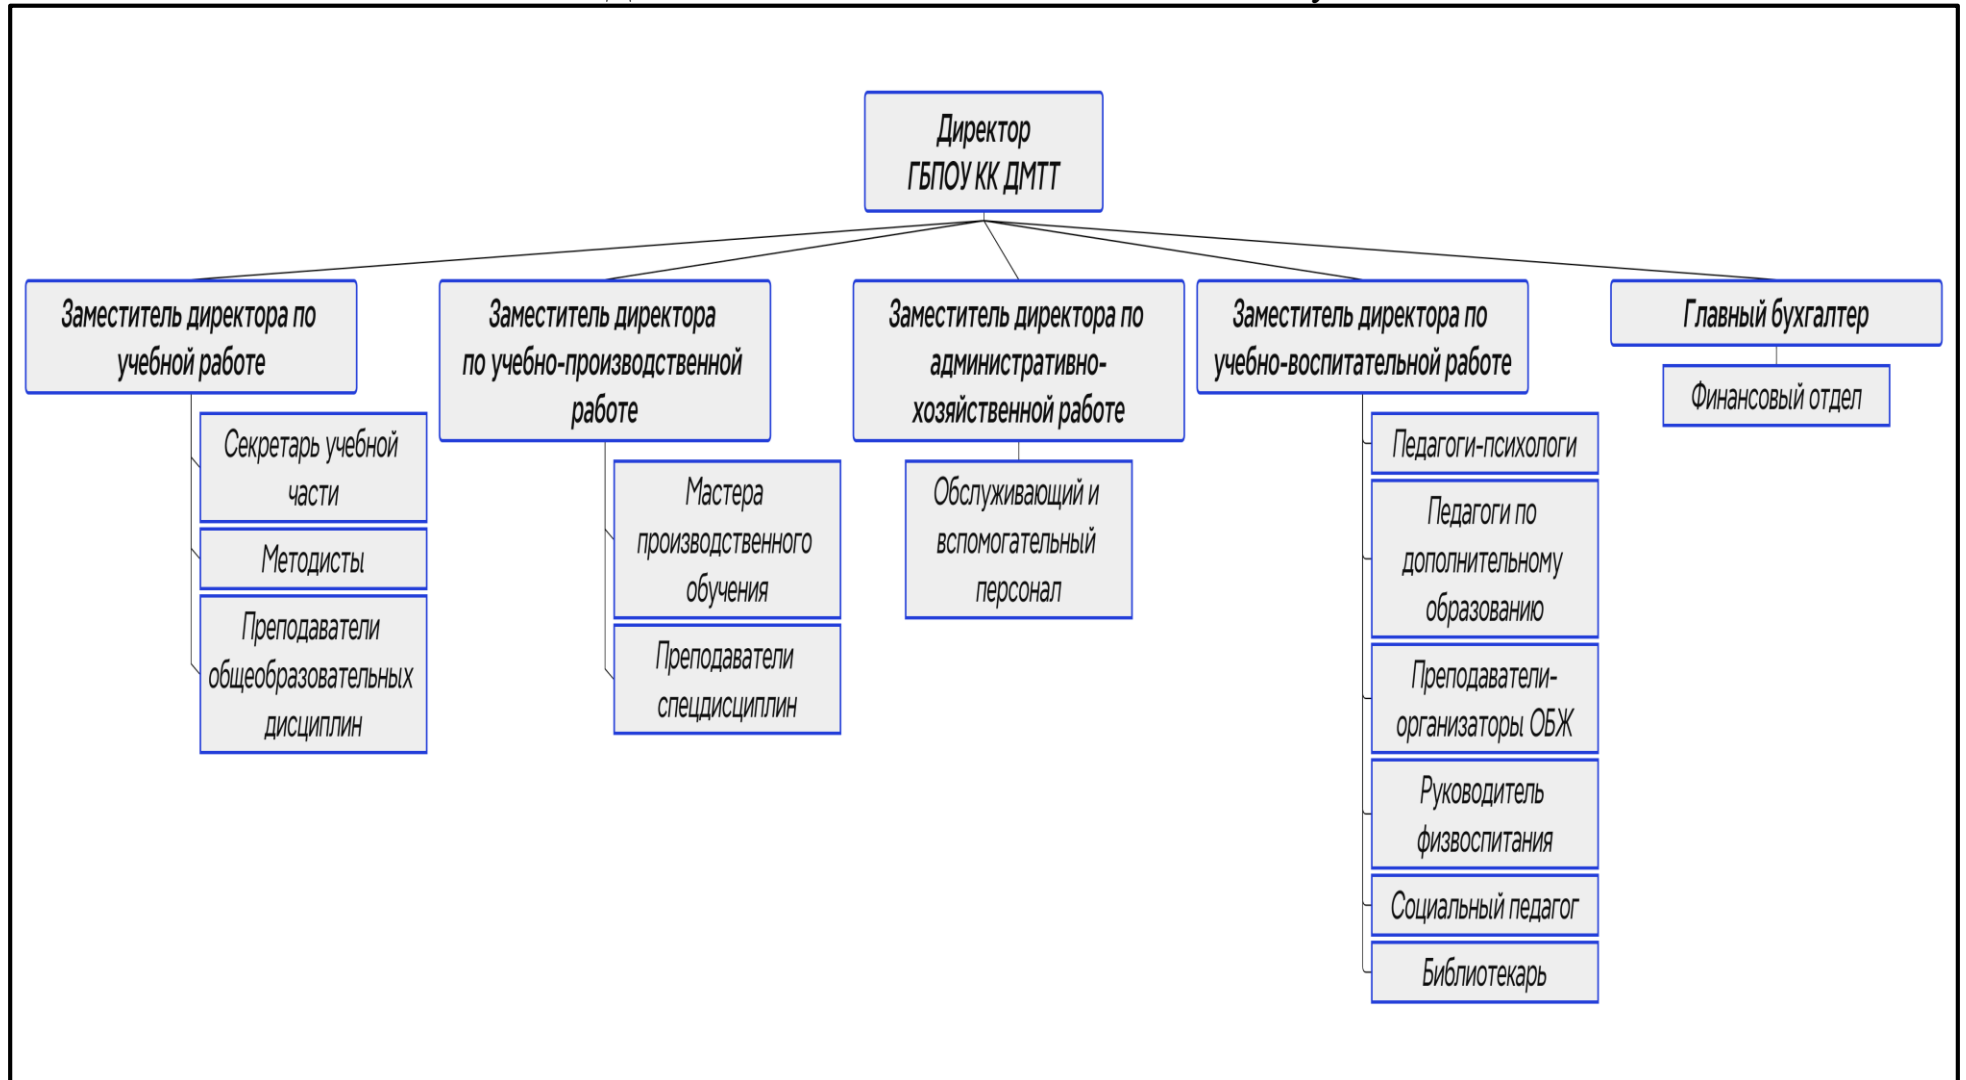 Директор
ГБПОУ КК ДМТТ
Заместитель директора по
учебной работе
Секретарь учебной
части
Методисты
Преподаватели
общеобразовательных
дисциплин
Заместитель директора
по учебно-производственной
работе
Мастера
производственного
обучения
Преподаватели
спецдисциплин
Заместитель директора по
административно-
хозяйственной работе
Обслуживающий и
вспомогательный
персонал
Заместитель директора по
учебно-воспитательной работе
Педагоги-психологи
Педагоги по
дополнительному
образованию
Преподаватели-
организаторы ОБЖ
Руководитель
физвоспитания
Социальный педагог
Библиотекарь
Главный бухгалтер
Финансовый отдел